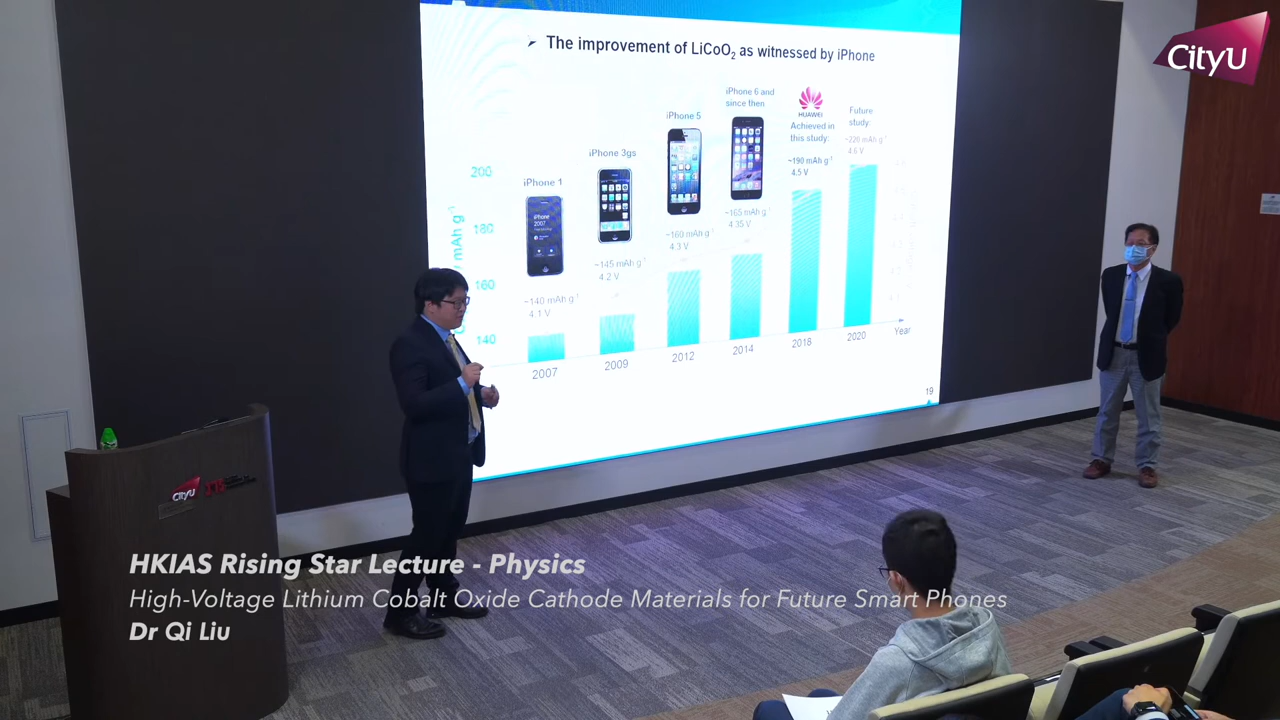 CityU
➢ The improvement of LiCoO₂ as witnessed by iPhone
iPhone 1
iPhone 3gs
iPhone 5
iPhone 6 and
since then
HUAWEI
Achieved in
this study:
~190 mAh g⁻¹
4.5 V
Future
study:
~220 mAh g⁻¹
4.6 V
~165 mAh g⁻¹
4.35 V
~160 mAh g⁻¹
4.3 V
~145 mAh g⁻¹
4.2 V
~140 mAh g⁻¹
4.1 V
iPhone
2007
200
180
160
140
mAh g⁻¹
2007
2009
2012
2014
2018
2020
Year
19
CityU
HKIAS Rising Star Lecture - Physics
High-Voltage Lithium Cobalt Oxide Cathode Materials for Future Smart Phones
Dr Qi Liu